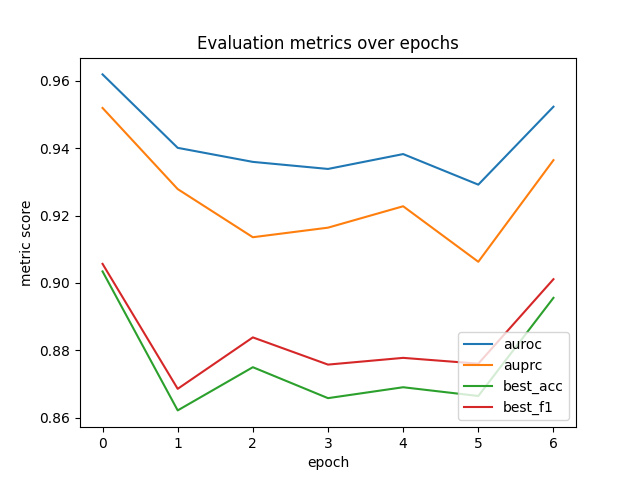 Evaluation metrics over epochs
metric score
0.96
0.94
0.92
0.90
0.88
0.86
auroc
auprc
best_acc
best_f1
0 1 2 3 4 5 6
epoch